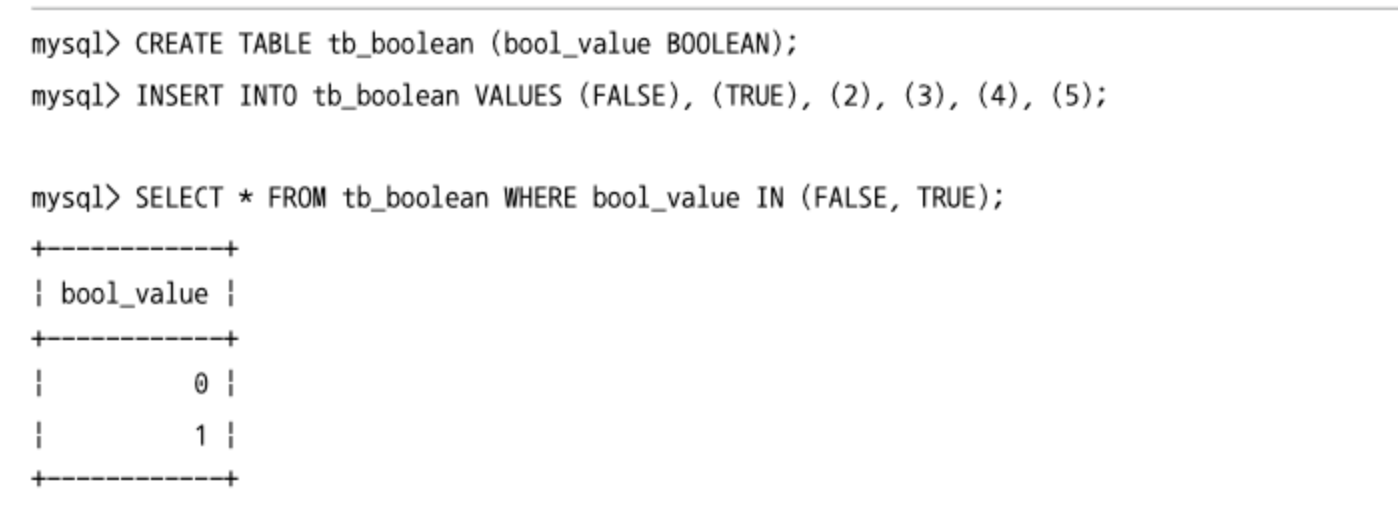 mysql> CREATE TABLE tb_boolean (bool_value BOOLEAN);
mysql> INSERT INTO tb_boolean VALUES (FALSE), (TRUE), (2), (3), (4), (5);
mysql> SELECT * FROM tb_boolean WHERE bool_value IN (FALSE, TRUE);
+------------+
¦ bool_value ¦
+------------+
¦          0 ¦
¦          1 ¦
+------------+